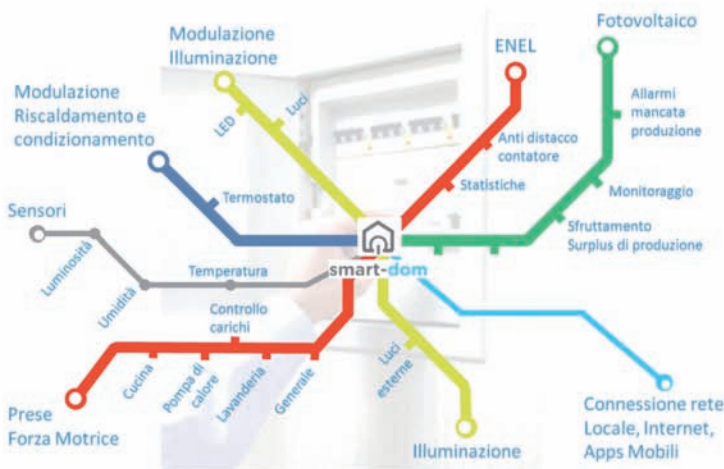 Modulazione
Illuminazione
LED
Luci
ENEL
Anti distacco
contatore
Statistiche
Fotovoltaico
Allarmi
mancata
produzione
Monitoraggio
Sfruttamento
Surplus di produzione
Modulazione
Riscaldamento e
condizionamento
Termostato
Sensori
Luminosità
Umidità
Temperatura
smart-dom
Controllo
carichi
Cucina
Pompa di
calore
Lavanderia
Generale
Prese
Forza Motrice
Luci
esterne
Illuminazione
Connessione rete
Locale, Internet,
Apps Mobili